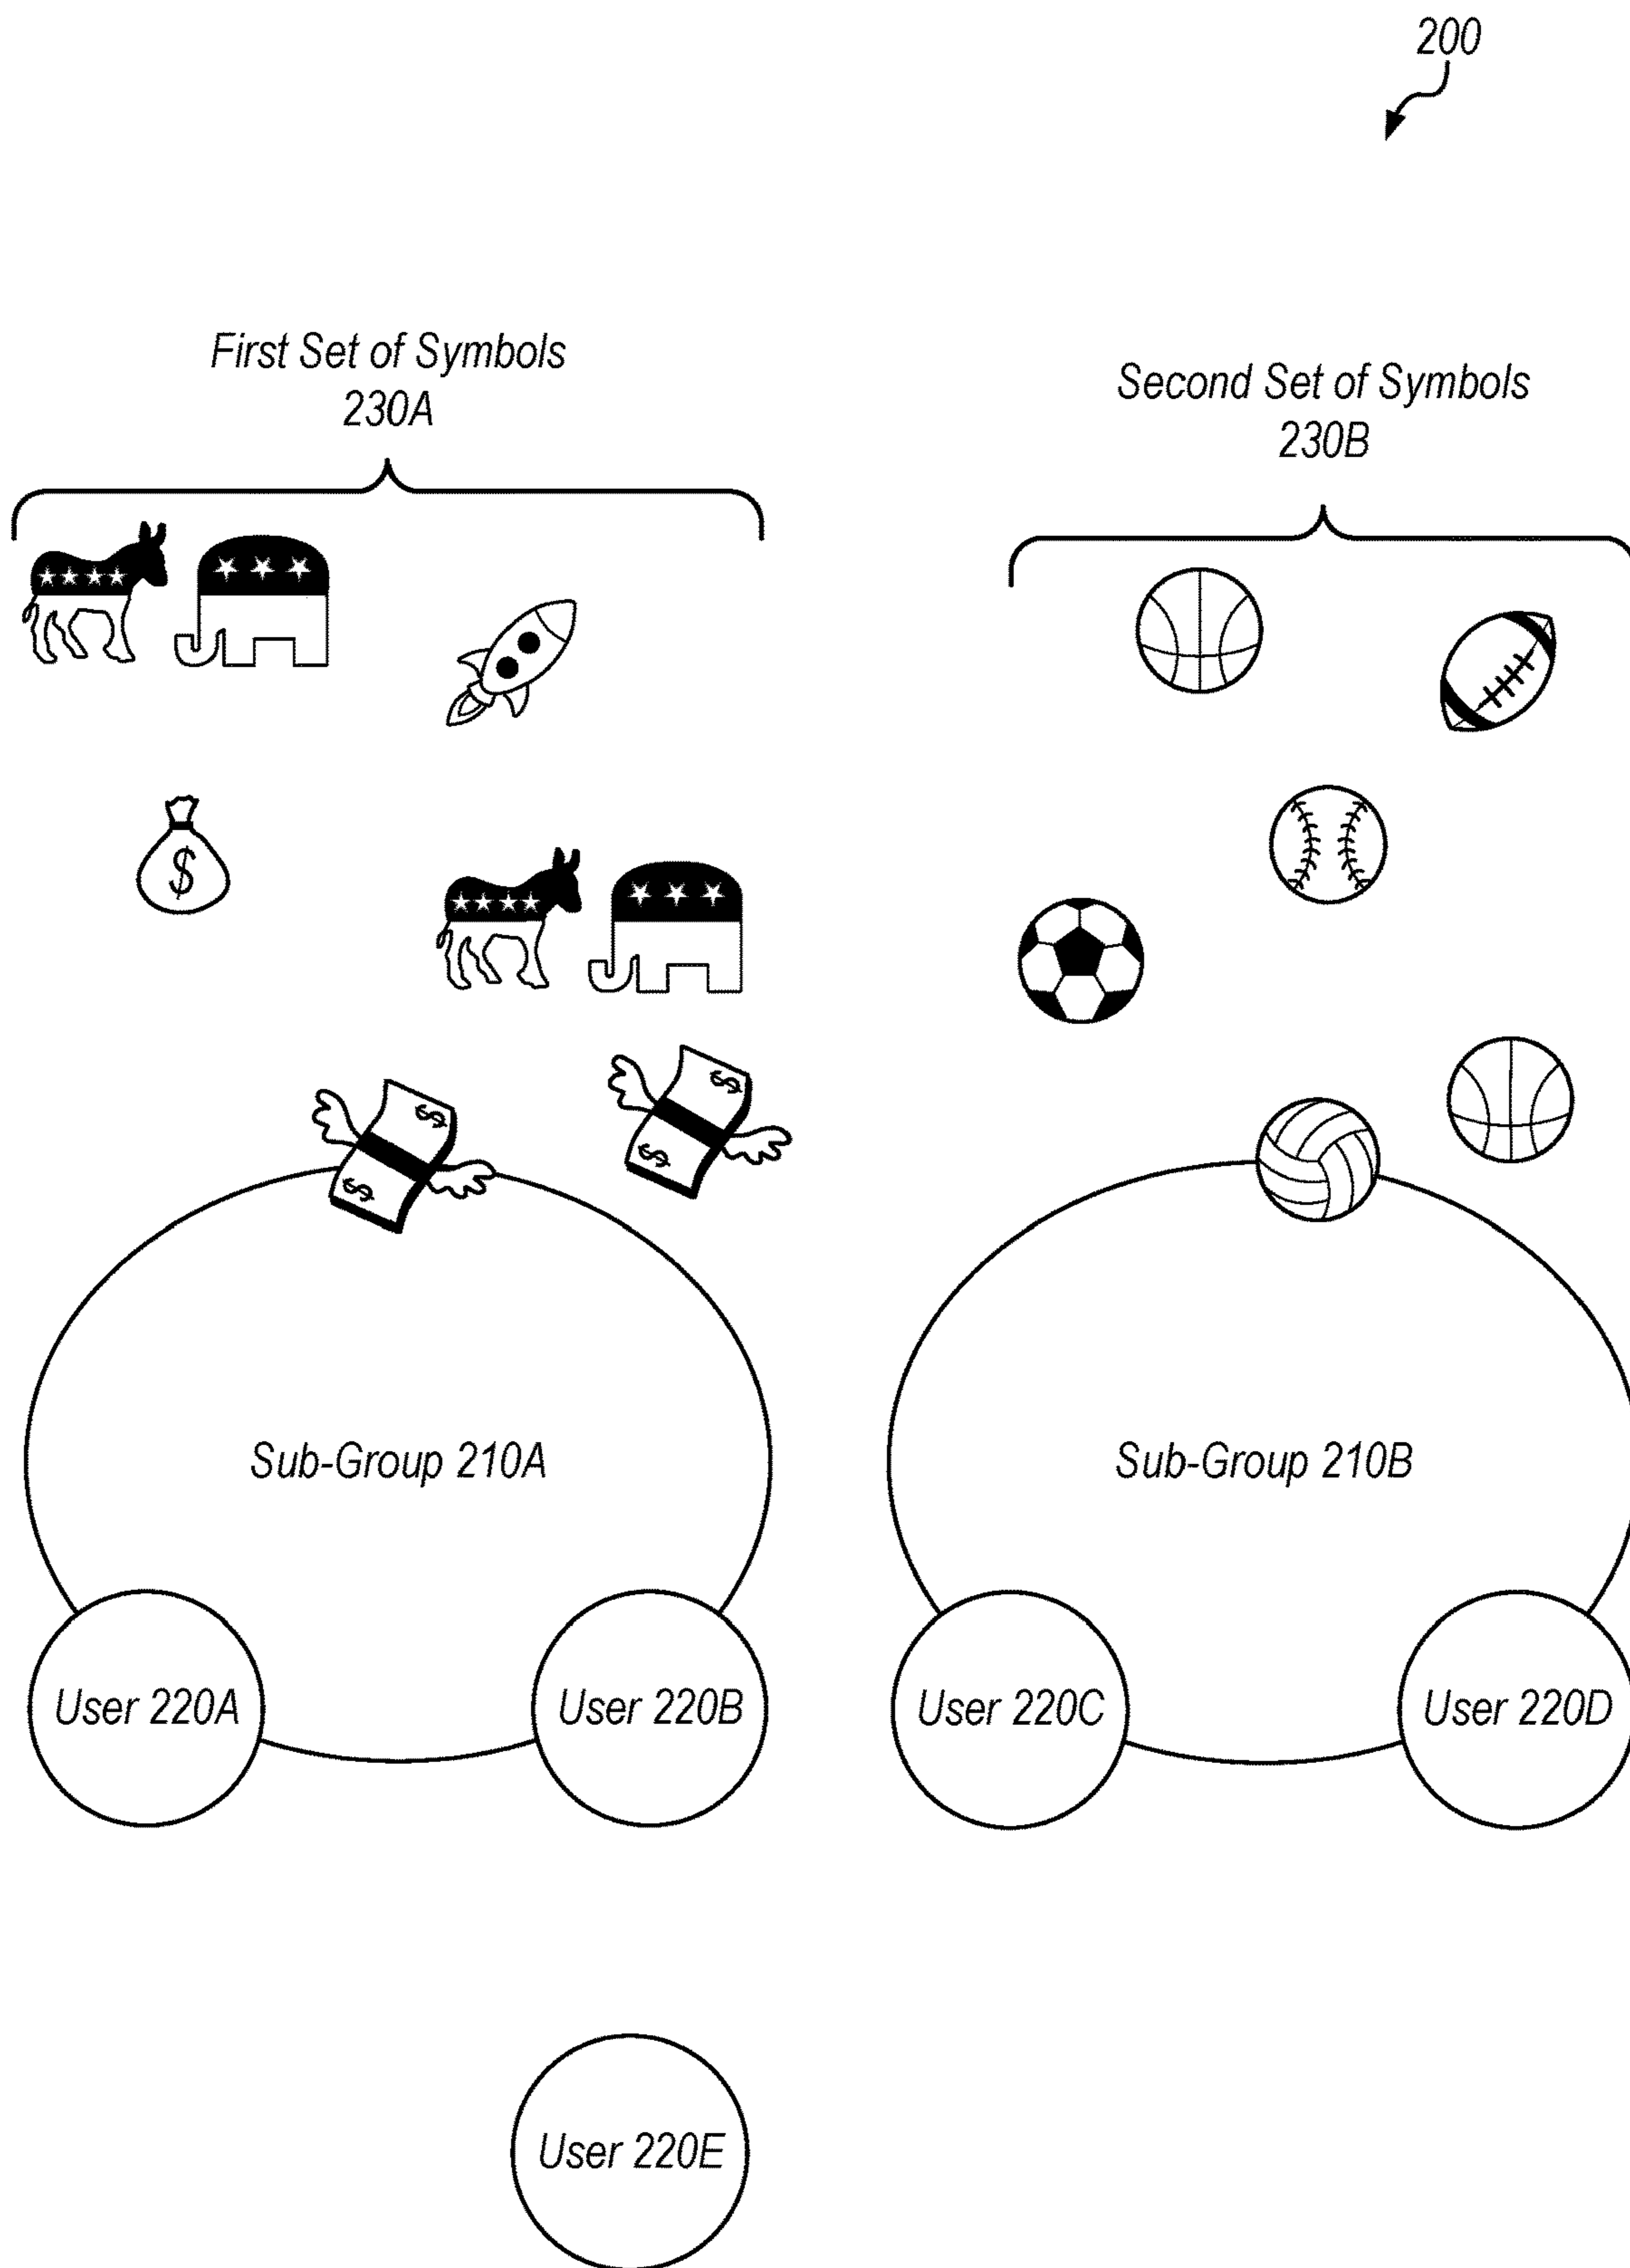 200
First Set of Symbols
230A
Second Set of Symbols
230B
$
$
$
$
$
Sub-Group 210A
Sub-Group 210B
User 220A
User 220B
User 220C
User 220D
User 220E